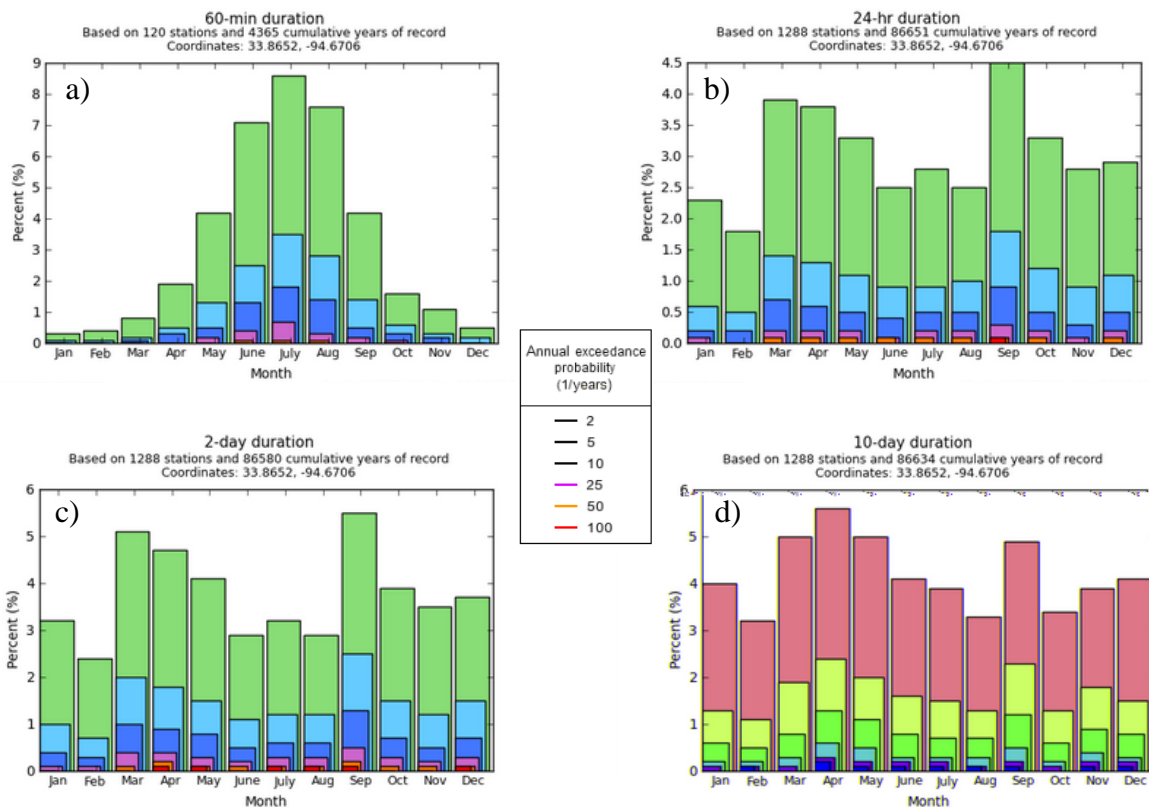 60-min duration
Based on 120 stations and 4365 cumulative years of record
Coordinates: 33.8652, -94.6706
a)
9
8
7
6
5
4
3
2
1
0
Percent (%)
Jan Feb Mar Apr May June July Aug Sep Oct Nov Dec
Month
24-hr duration
Based on 1288 stations and 86651 cumulative years of record
Coordinates: 33.8652, -94.6706
b)
4.5
4.0
3.5
3.0
2.5
2.0
1.5
1.0
0.5
0.0
Percent (%)
Jan Feb Mar Apr May June July Aug Sep Oct Nov Dec
Month
Annual exceedance
probability
(1/years)
2
5
10
25
50
100
2-day duration
Based on 1288 stations and 86580 cumulative years of record
Coordinates: 33.8652, -94.6706
c)
6
5
4
3
2
1
0
Percent (%)
Jan Feb Mar Apr May June July Aug Sep Oct Nov Dec
Month
10-day duration
Based on 1288 stations and 86634 cumulative years of record
Coordinates: 33.8652, -94.6706
d)
6
5
4
3
2
1
0
Percent (%)
Jan Feb Mar Apr May June July Aug Sep Oct Nov Dec
Month